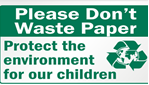 Please Don't
Waste Paper
Protect the
environment
for our children